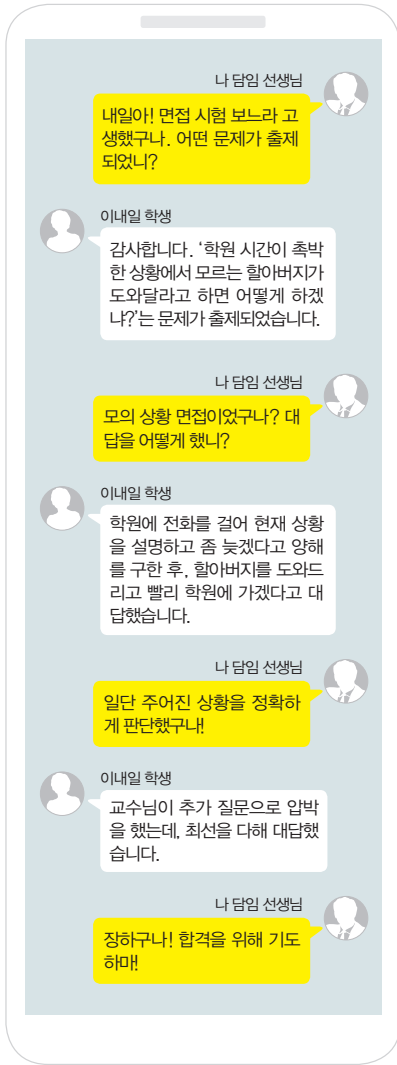 나 담임 선생님
내일아! 면접 시험 보느라 고
생했구나. 어떤 문제가 출제
되었니?
이내일 학생
감사합니다. ‘학원 시간이 촉박
한 상황에서 모르는 할아버지가
도와달라고 하면 어떻게 하겠
냐?’는 문제가 출제되었습니다.
나 담임 선생님
모의 상황 면접이었구나? 대
답을 어떻게 했니?
이내일 학생
학원에 전화를 걸어 현재 상황
을 설명하고 좀 늦겠다고 양해
를 구한 후, 할아버지를 도와드
리고 빨리 학원에 가겠다고 대
답했습니다.
나 담임 선생님
일단 주어진 상황을 정확하
게 판단했구나!
이내일 학생
교수님이 추가 질문으로 압박
을 했는데, 최선을 다해 대답했
습니다.
나 담임 선생님
장하구나! 합격을 위해 기도
하마!